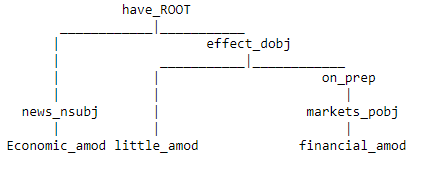 have_ROOT
effect_dobj
on_prep
news_nsubj markets_pobj
Economic_amod little_amod financial_amod